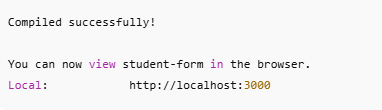 Compiled successfully!
You can now view student-form in the browser.
Local: http://localhost:3000